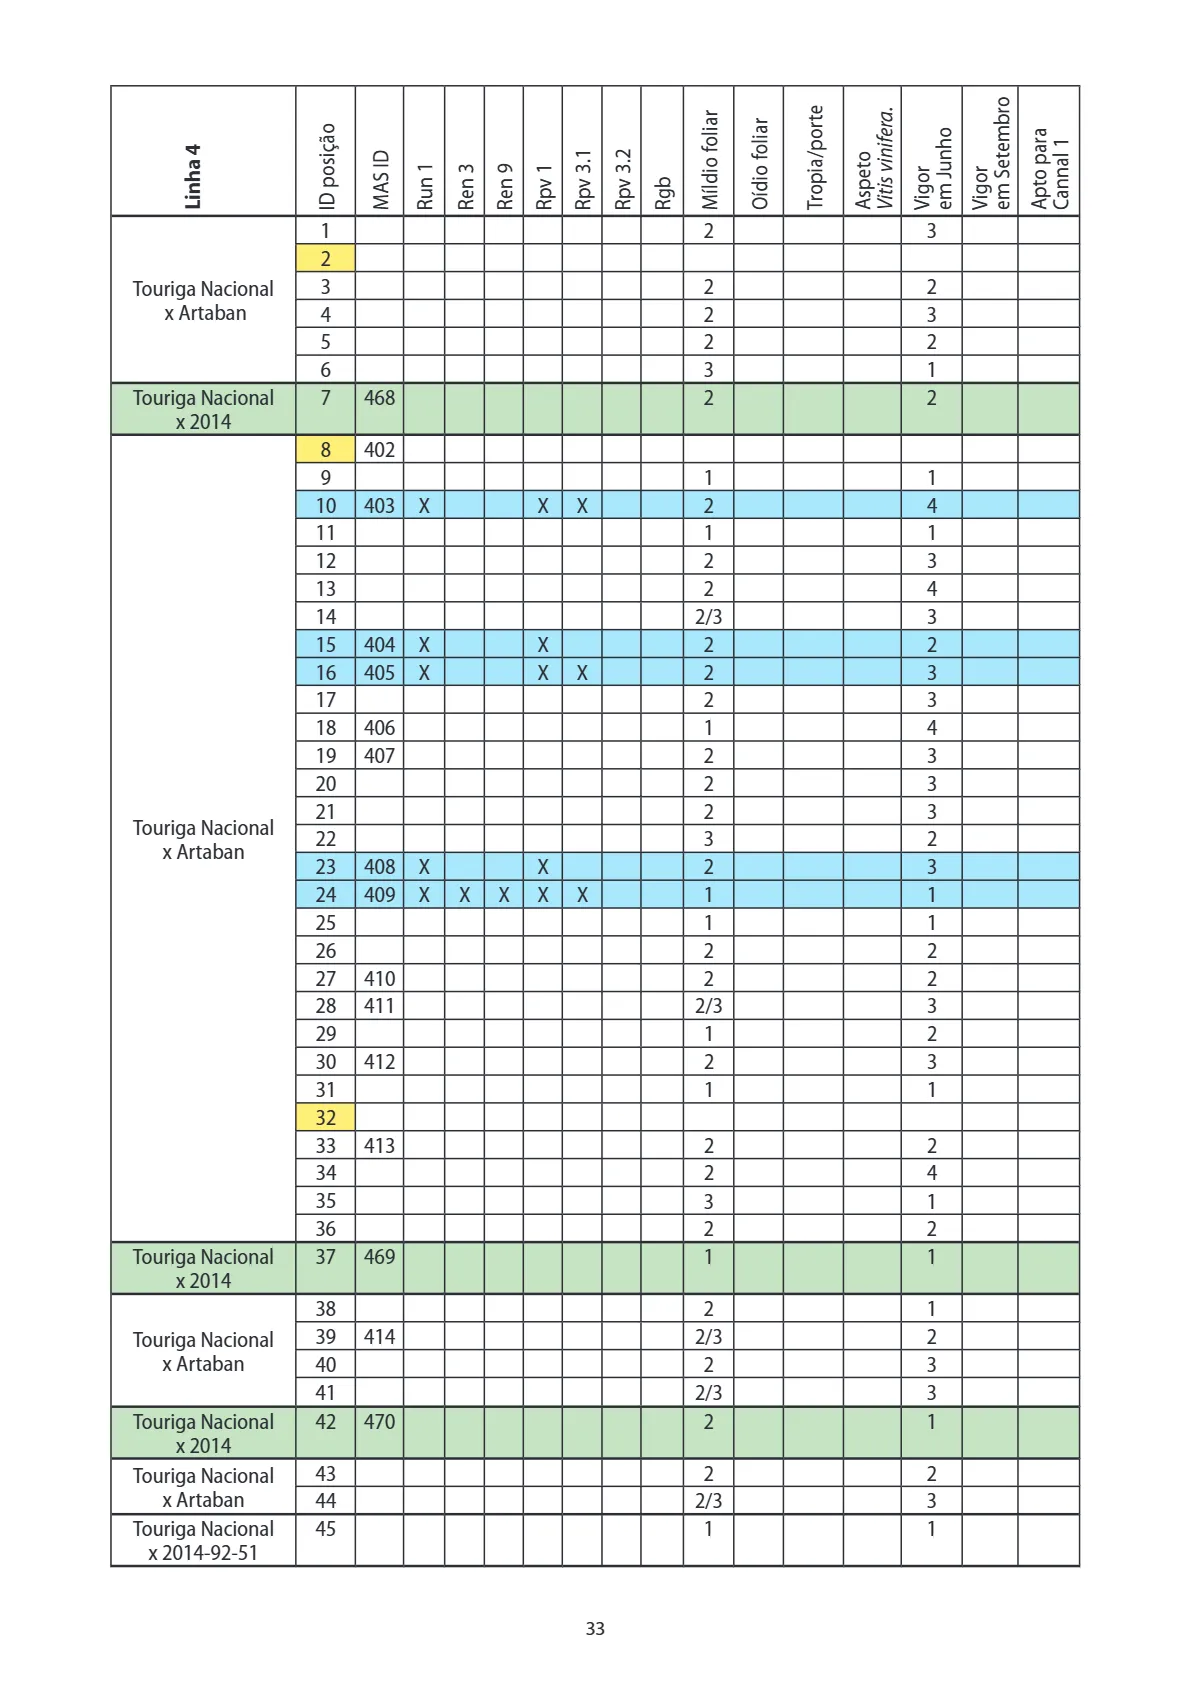 Linha 4 ID posição MAS ID Run 1 Ren 3 Ren 9 Rpv 1 Rpv 3.1 Rpv 3.2 Rgb Míldio foliar Oídio foliar Tropia/porte Aspeto Vitis vinifera. Vigor em Junho Vigor em Setembro Apto para Cannal 1
Touriga Nacional
x Artaban
1 2 3
2
3 2 2
4 2 3
5 2 2
6 3 1
Touriga Nacional 7 468 2 2
x 2014
Touriga Nacional
x Artaban
8 402
9 1 1
10 403 X X X 2 4
11 1 1
12 2 3
13 2 4
14 2/3 3
15 404 X X 2 2
16 405 X X X 2 3
17 2 3
18 406 1 4
19 407 2 3
20 2 3
21 2 3
22 3 2
23 408 X X 2 3
24 409 X X X X X 1 1
25 1 1
26 2 2
27 410 2 2
28 411 2/3 3
29 1 2
30 412 2 3
31 1 1
32
33 413 2 2
34 2 4
35 3 1
36 2 2
Touriga Nacional 37 469 1 1
x 2014
Touriga Nacional
x Artaban
38 2 1
39 414 2/3 2
40 2 3
41 2/3 3
Touriga Nacional 42 470 2 1
x 2014
Touriga Nacional
x Artaban
43 2 2
44 2/3 3
Touriga Nacional 45 1 1
x 2014-92-51
33